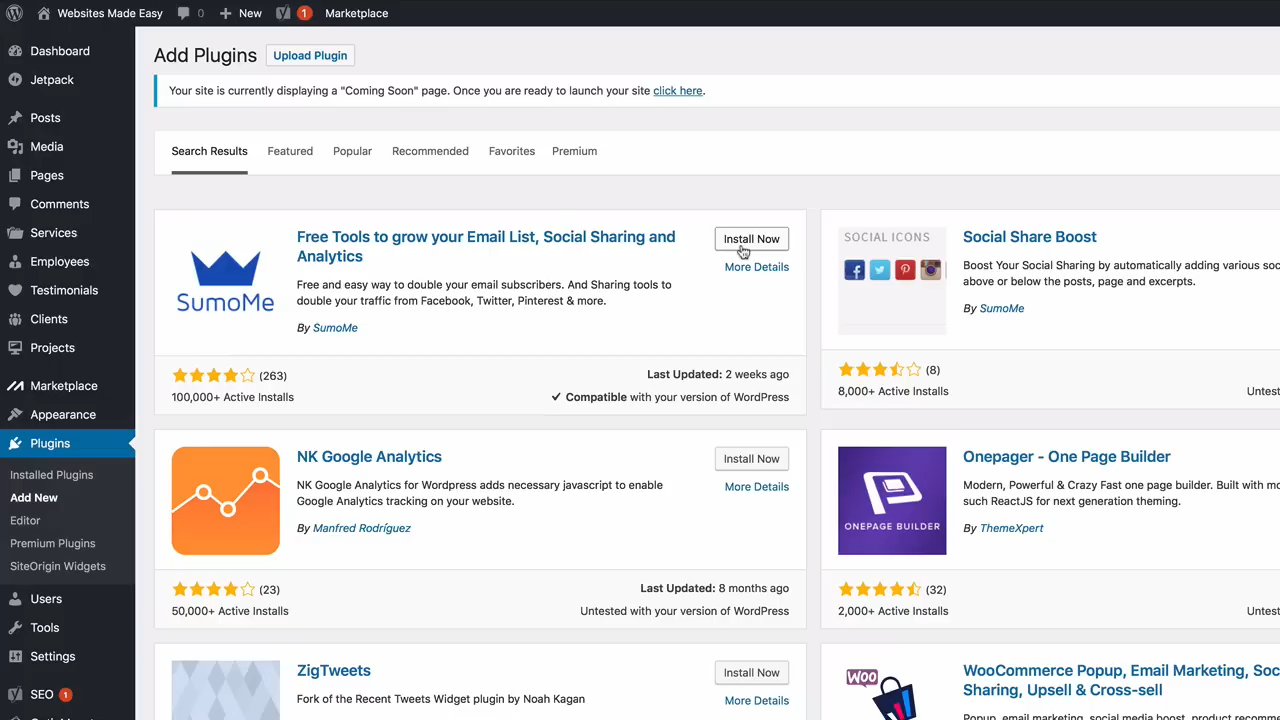 Websites Made Easy
0
+ New
1
Marketplace
Dashboard
Jetpack
Posts
Media
Pages
Comments
Services
Employees
Testimonials
Clients
Projects
Marketplace
Appearance
Plugins
Installed Plugins
Add New
Editor
Premium Plugins
SiteOrigin Widgets
Users
Tools
Settings
SEO 1
Add Plugins
Upload Plugin
Your site is currently displaying a "Coming Soon" page. Once you are ready to launch your site click here.
Search Results
Featured
Popular
Recommended
Favorites
Premium
SumoMe
Free Tools to grow your Email List, Social Sharing and
Analytics
Install Now
More Details
Free and easy way to double your email subscribers. And Sharing tools to
double your traffic from Facebook, Twitter, Pinterest & more.
By SumoMe
(263)
Last Updated: 2 weeks ago
100,000+ Active Installs
Compatible with your version of WordPress
SOCIAL ICONS
Social Share Boost
Boost Your Social Sharing by automatically adding various soc
above or below the posts, page and excerpts.
By SumoMe
(8)
8,000+ Active Installs
Untest
NK Google Analytics
Install Now
More Details
NK Google Analytics for Wordpress adds necessary javascript to enable
Google Analytics tracking on your website.
By Manfred Rodríguez
(23)
Last Updated: 8 months ago
50,000+ Active Installs
Untested with your version of WordPress
ONEPAGE BUILDER
Onepager - One Page Builder
Modern, Powerful & Crazy Fast one page builder. Built with mo
such ReactJS for next generation theming.
By ThemeXpert
(32)
2,000+ Active Installs
Untest
ZigTweets
Install Now
More Details
Fork of the Recent Tweets Widget plugin by Noah Kagan
WOO
WooCommerce Popup, Email Marketing, Soc
Sharing, Upsell & Cross-sell